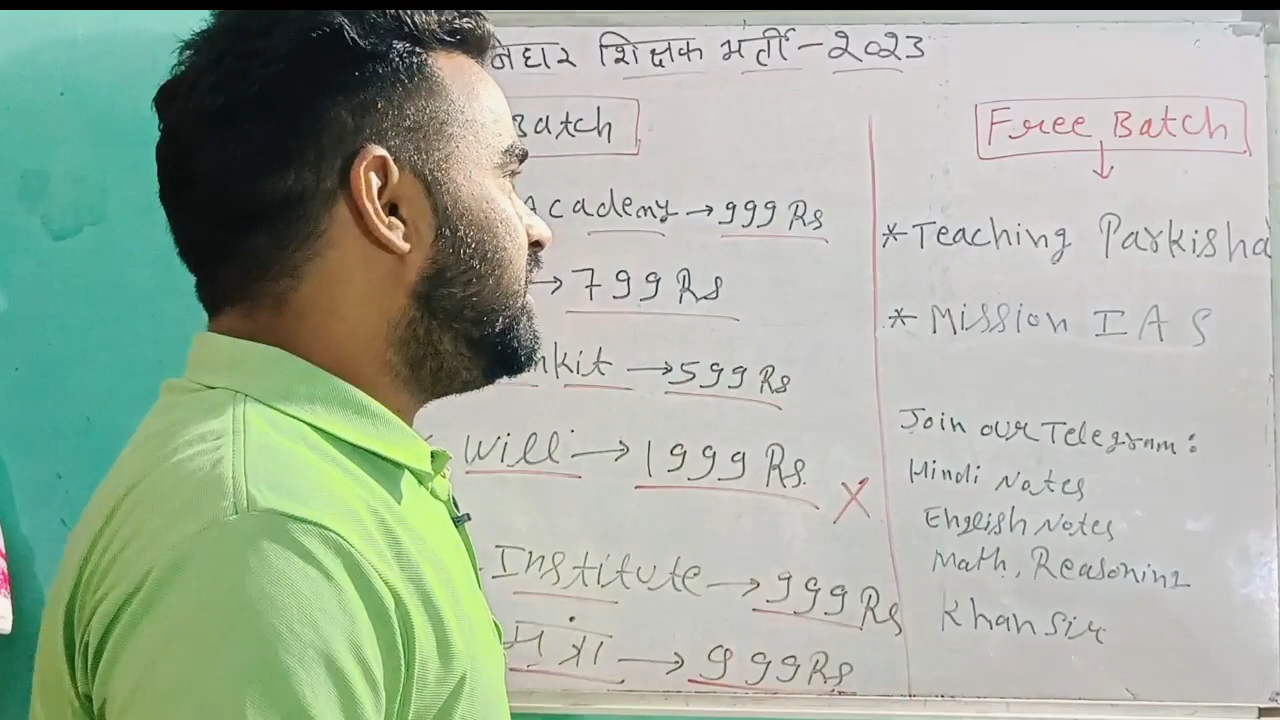 शिक्षक भर्ती - 2023
Batch
Academy → 999 Rs
→ 799 Rs
→ 599 Rs
Will → 1999 Rs. X
Institute → 999 Rs
मंत्रा → 999 Rs
Free Batch
* Teaching Parkisha
* Mission IAS
Join our Telegram:
Hindi Notes
English Notes
Math, Reasoning
Khan Sir